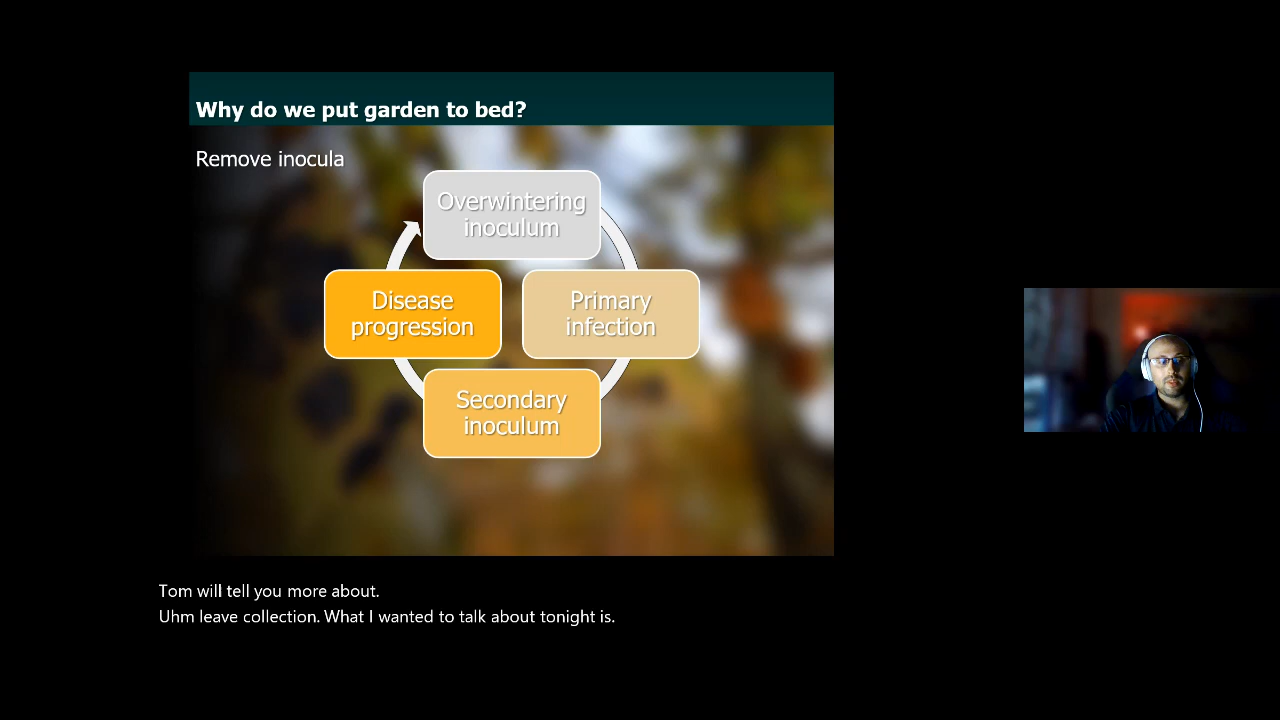 Why do we put garden to bed?
Remove inocula
Overwintering
inoculum
Disease
progression
Primary
infection
Secondary
inoculum
Tom will tell you more about.
Uhm leave collection. What I wanted to talk about tonight is.